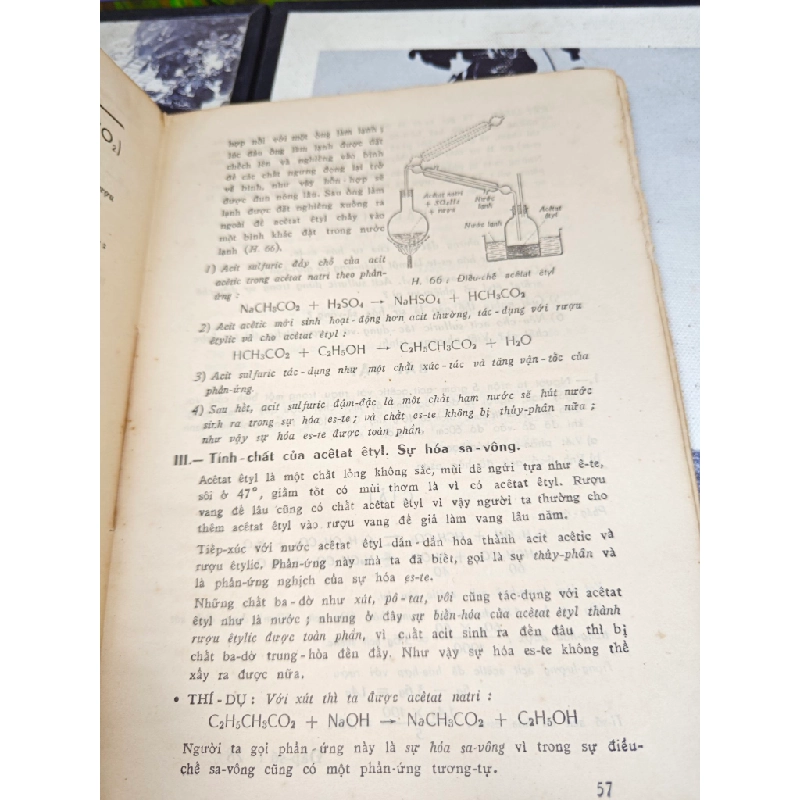 O₂)
hợp nối với một ống làm lạnh ;
lúc đầu ống làm lạnh được đặt
chếch lên và nghiêng vào bình
để các chất ngưng đọng lại trở
về bình, như vậy hỗn-hợp sẽ
được đun nóng lâu. Sau ống làm
lạnh được đặt nghiêng xuống ra
ngoài để acêtat êtyl chảy vào
một bình khác đặt trong nước
lạnh (H. 66).
Acêtat natri
+ SO₄H₂
+ rượu
Nước
lạnh
Nước lạnh
Acêtat
êtyl
H. 66 : Điều-chế acêtat êtyl
1) Acit sulfuric đẩy chỗ của acit
acêtic trong acêtat natri theo phản-
ứng :
NaCH₃CO₂ + H₂SO₄ → NaHSO₄ + HCH₃CO₂
2) Acit acêtic mới sinh hoạt-động hơn acit thường, tác-dụng với rượu
êtylic và cho acêtat êtyl :
HCH₃CO₂ + C₂H₅OH → C₂H₅CH₃CO₂ + H₂O
3) Acit sulfuric tác-dụng như một chất xúc-tác và tăng vận-tốc của
phản-ứng.
4) Sau hết, acit sulfuric đậm-đặc là một chất ham nước sẽ hút nước
sinh ra trong sự hóa es-te ; và chất es-te không bị thủy-phân nữa ;
như vậy sự hóa es-te được toàn phần.
III.— Tính-chất của acêtat êtyl. Sự hóa sa-vông.
Acêtat êtyl là một chất lỏng không sắc, mùi dễ ngửi tựa như ê-te,
sôi ở 47°, giấm tốt có mùi thơm là vì có acêtat êtyl. Rượu
vang để lâu cũng có chất acêtat êtyl vì vậy người ta thường cho
thêm acêtat êtyl vào rượu vang để giả làm vang lâu năm.
Tiếp-xúc với nước acêtat êtyl dần-dần hóa thành acit acêtic và
rượu êtylic. Phản-ứng này mà ta đã biết, gọi là sự thủy-phân và
là phản-ứng nghịch của sự hóa es-te.
Những chất ba-dờ như xút, pô-tat, vôi cũng tác-dụng với acêtat
êtyl như là nước ; nhưng ở đây sự biến-hóa của acêtat êtyl thành
rượu êtylic được toàn phần, vì chất acit sinh ra đến đâu thì bị
chất ba-dờ trung-hòa đến đấy. Như vậy sự hóa es-te không thể
xẩy ra được nữa.
• THÍ-DỤ : Với xút thì ta được acêtat natri :
C₂H₅CH₃CO₂ + NaOH → NaCH₃CO₂ + C₂H₅OH
Người ta gọi phản-ứng này là sự hóa sa-vông vì trong sự điều-
chế sa-vông cũng có một phản-ứng tương-tự.
57